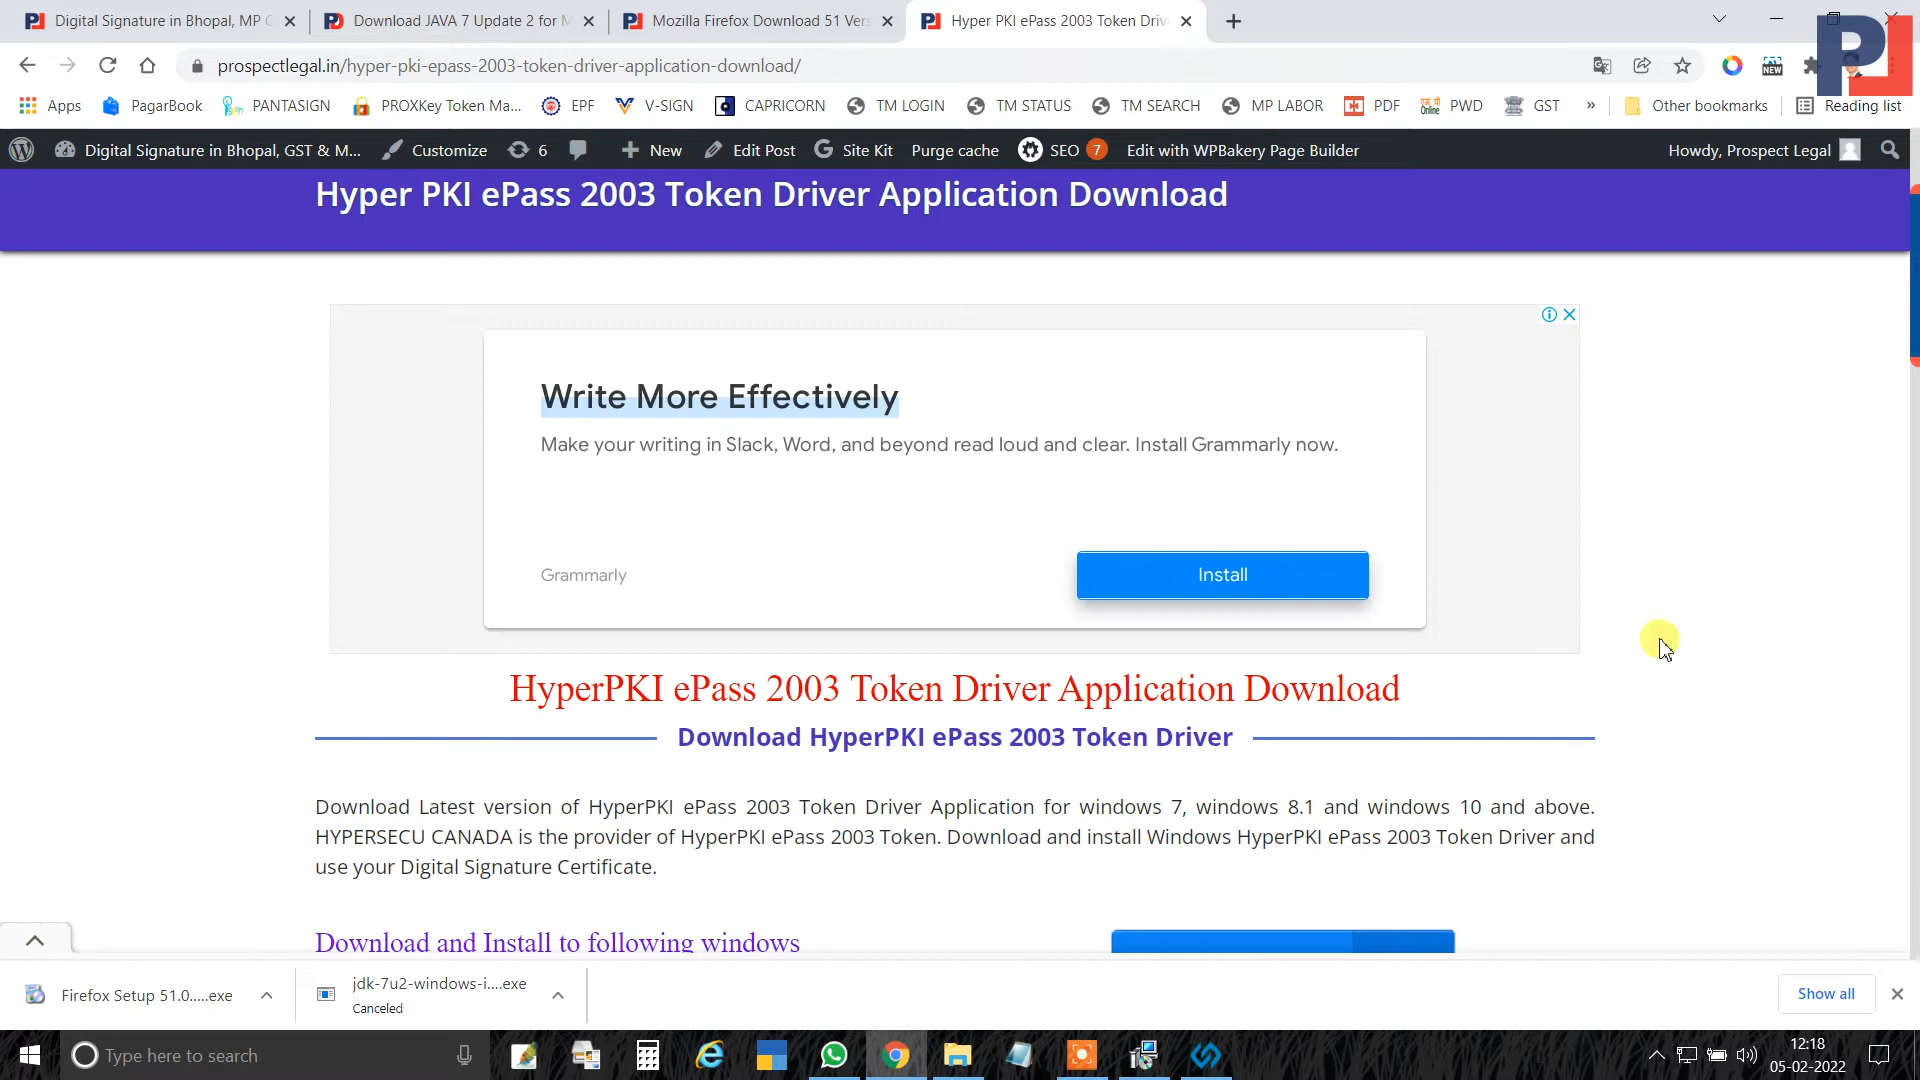 Digital Signature in Bhopal, MP C
Download JAVA 7 Update 2 for M
Mozilla Firefox Download 51 Vers
Hyper PKI ePass 2003 Token Driv
prospectlegal.in/hyper-pki-epass-2003-token-driver-application-download/
NEW
PL
Apps
PagarBook
PANTASIGN
PROXKey Token Ma...
EPF
V-SIGN
CAPRICORN
TM LOGIN
TM STATUS
TM SEARCH
MP LABOR
PDF
PWD
GST
»
Other bookmarks
Reading list
Digital Signature in Bhopal, GST & M...
Customize
6
New
Edit Post
Site Kit
Purge cache
SEO 7
Edit with WPBakery Page Builder
Howdy, Prospect Legal
Hyper PKI ePass 2003 Token Driver Application Download
Write More Effectively
Make your writing in Slack, Word, and beyond read loud and clear. Install Grammarly now.
Grammarly
Install
HyperPKI ePass 2003 Token Driver Application Download
Download HyperPKI ePass 2003 Token Driver
Download Latest version of HyperPKI ePass 2003 Token Driver Application for windows 7, windows 8.1 and windows 10 and above.
HYPERSECU CANADA is the provider of HyperPKI ePass 2003 Token. Download and install Windows HyperPKI ePass 2003 Token Driver and
use your Digital Signature Certificate.
Download and Install to following windows
Firefox Setup 51.0.....exe
jdk-7u2-windows-i....exe
Canceled
Show all
Type here to search
12:18
05-02-2022